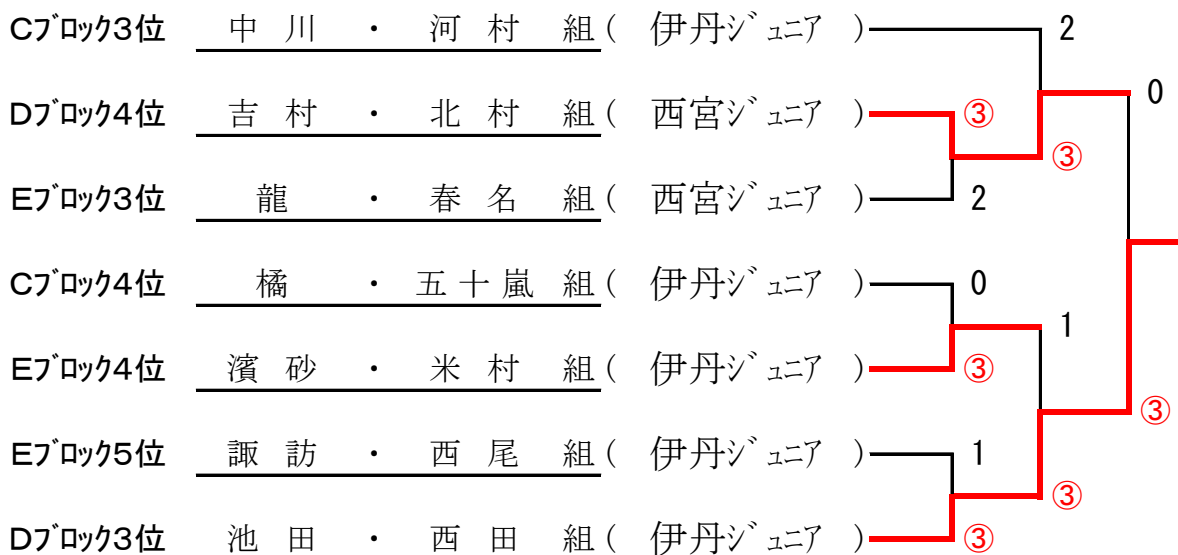 Cブロック3位 中川 ・ 河村 組( 伊丹ジュニア ) 2
0
Dブロック4位 吉村 ・ 北村 組( 西宮ジュニア ) ③
③
Eブロック3位 龍 ・ 春名 組( 西宮ジュニア ) 2
Cブロック4位 橘 ・ 五十嵐 組( 伊丹ジュニア ) 0
1
Eブロック4位 濱砂 ・ 米村 組( 伊丹ジュニア ) ③
③
Eブロック5位 諏訪 ・ 西尾 組( 伊丹ジュニア ) 1
③
Dブロック3位 池田 ・ 西田 組( 伊丹ジュニア ) ③